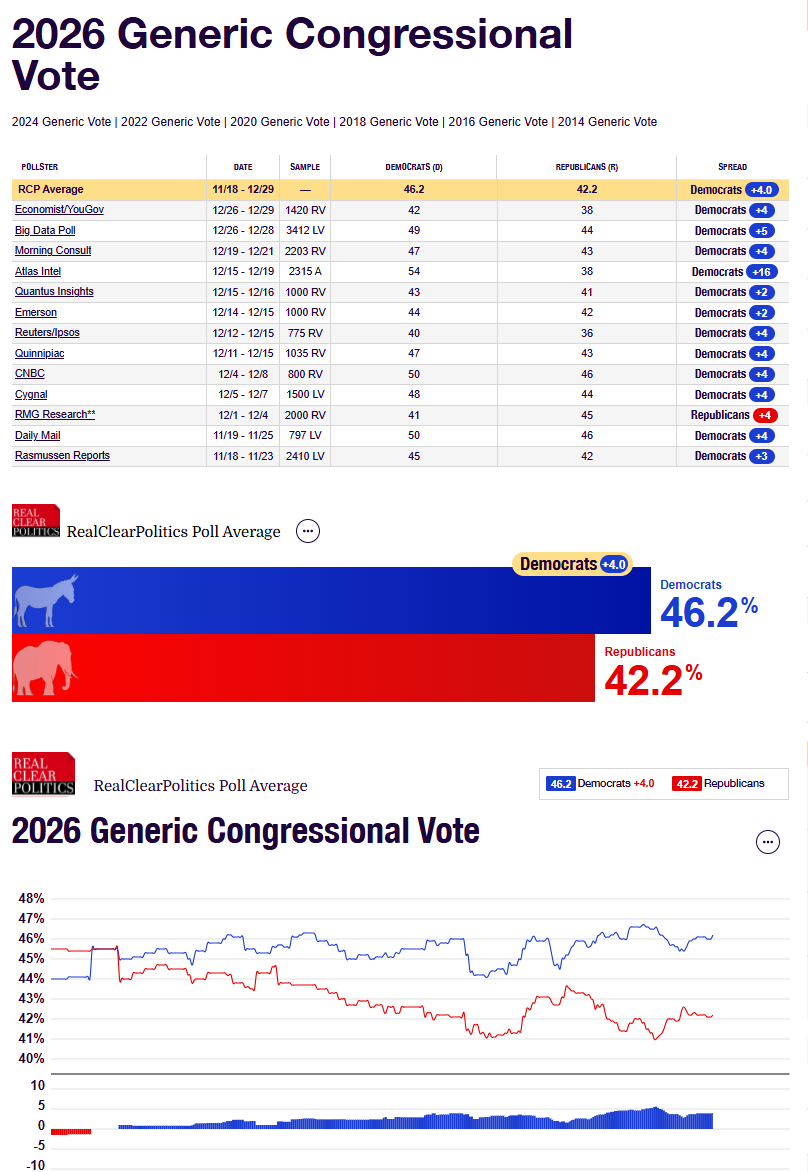 2026 Generic Congressional
Vote
2024 Generic Vote | 2022 Generic Vote | 2020 Generic Vote | 2018 Generic Vote | 2016 Generic Vote | 2014 Generic Vote
POLLSTER DATE SAMPLE DEMOCRATS (D) REPUBLICANS (R) SPREAD
RCP Average 11/18 - 12/29 — 46.2 42.2 Democrats +4.0
Economist/YouGov 12/26 - 12/29 1420 RV 42 38 Democrats +4
Big Data Poll 12/26 - 12/28 3412 LV 49 44 Democrats +5
Morning Consult 12/19 - 12/21 2203 RV 47 43 Democrats +4
Atlas Intel 12/15 - 12/19 2315 A 54 38 Democrats +16
Quantus Insights 12/15 - 12/16 1000 RV 43 41 Democrats +2
Emerson 12/14 - 12/15 1000 RV 44 42 Democrats +2
Reuters/Ipsos 12/12 - 12/15 775 RV 40 36 Democrats +4
Quinnipiac 12/11 - 12/15 1035 RV 47 43 Democrats +4
CNBC 12/4 - 12/8 800 RV 50 46 Democrats +4
Cygnal 12/5 - 12/7 1500 LV 48 44 Democrats +4
RMG Research** 12/1 - 12/4 2000 RV 41 45 Republicans +4
Daily Mail 11/19 - 11/25 797 LV 50 46 Democrats +4
Rasmussen Reports 11/18 - 11/23 2410 LV 45 42 Democrats +3
REAL
CLEAR
POLITICS
RealClearPolitics Poll Average
Democrats +4.0
Democrats
46.2%
Republicans
42.2%
REAL
CLEAR
POLITICS
RealClearPolitics Poll Average
46.2 Democrats +4.0 42.2 Republicans
2026 Generic Congressional Vote
48%
47%
46%
45%
44%
43%
42%
41%
40%
10
5
0
-5
-10